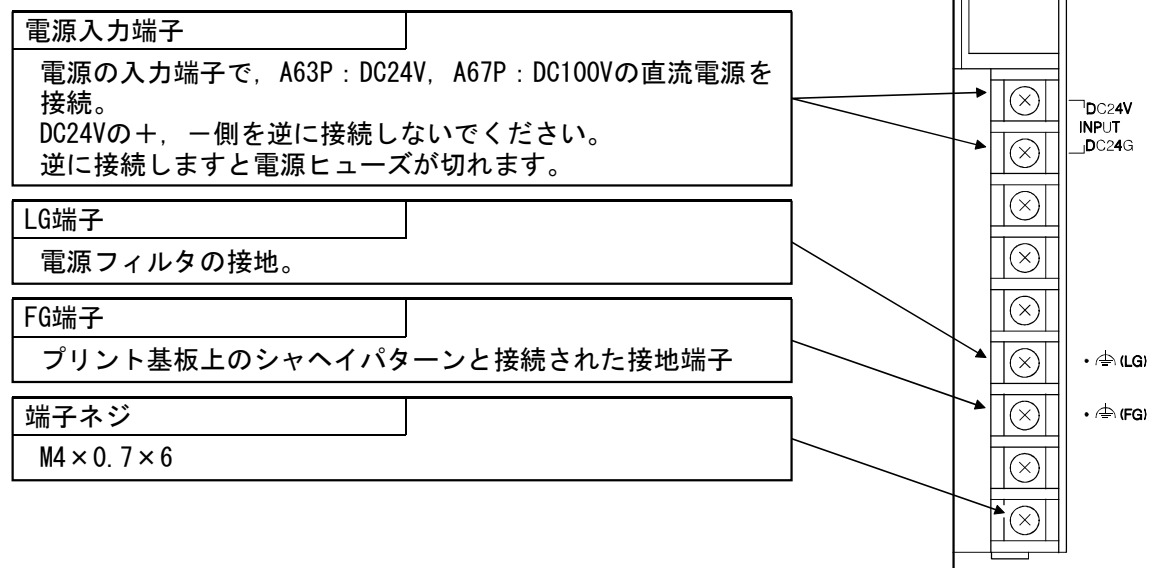 電源入力端子
電源の入力端子で，A63P：DC24V，A67P：DC100Vの直流電源を
接続。
DC24Vの＋，－側を逆に接続しないでください。
逆に接続しますと電源ヒューズが切れます。
LG端子
電源フィルタの接地。
FG端子
プリント基板上のシャヘイパターンと接続された接地端子
端子ネジ
M4×0.7×6
DC24V
INPUT
DC24G
・⏚(LG)
・⏚(FG)